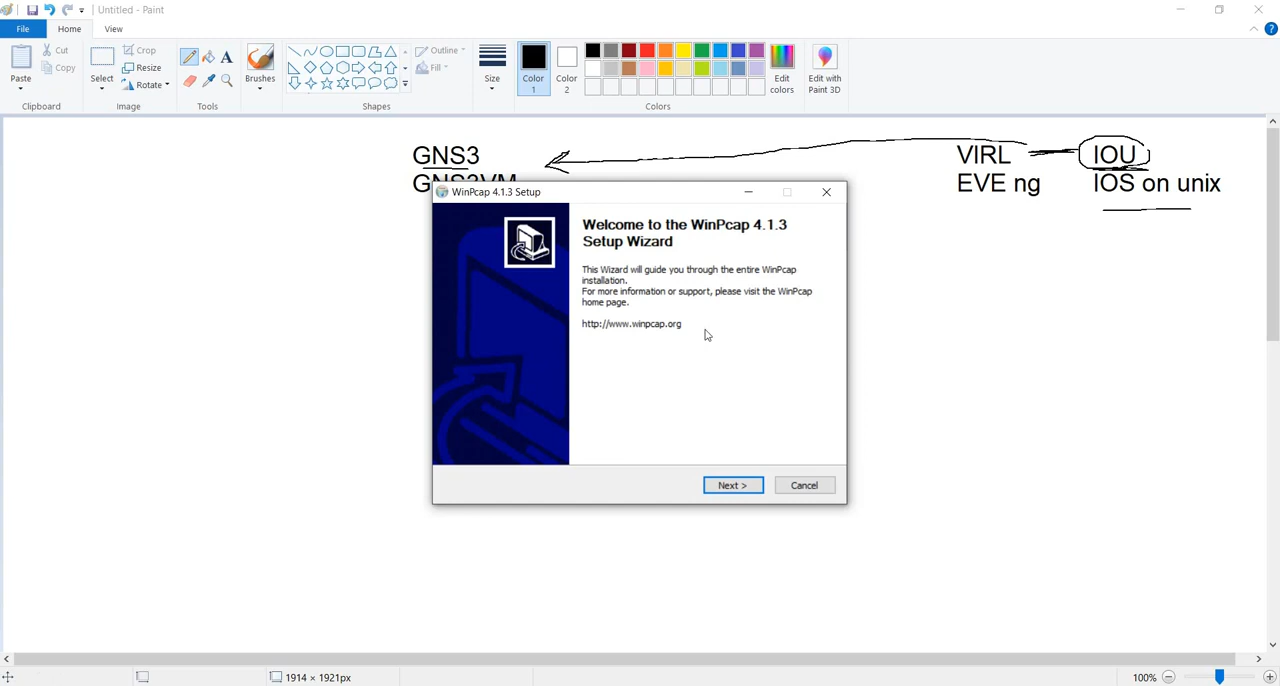 Untitled - Paint
File
Home
View
Paste
Cut
Copy
Clipboard
Select
Crop
Resize
Rotate
Image
Tools
Brushes
Shapes
Outline
Fill
Size
Color 1
Color 2
Edit colors
Edit with Paint 3D
Colors
GNS3
VIRL
IOU
GNS3VM
EVE ng
IOS on unix
WinPcap 4.1.3 Setup
Welcome to the WinPcap 4.1.3
Setup Wizard
This Wizard will guide you through the entire WinPcap
installation.
For more information or support, please visit the WinPcap
home page.
http://www.winpcap.org
Next >
Cancel
1914 × 1921px
100%